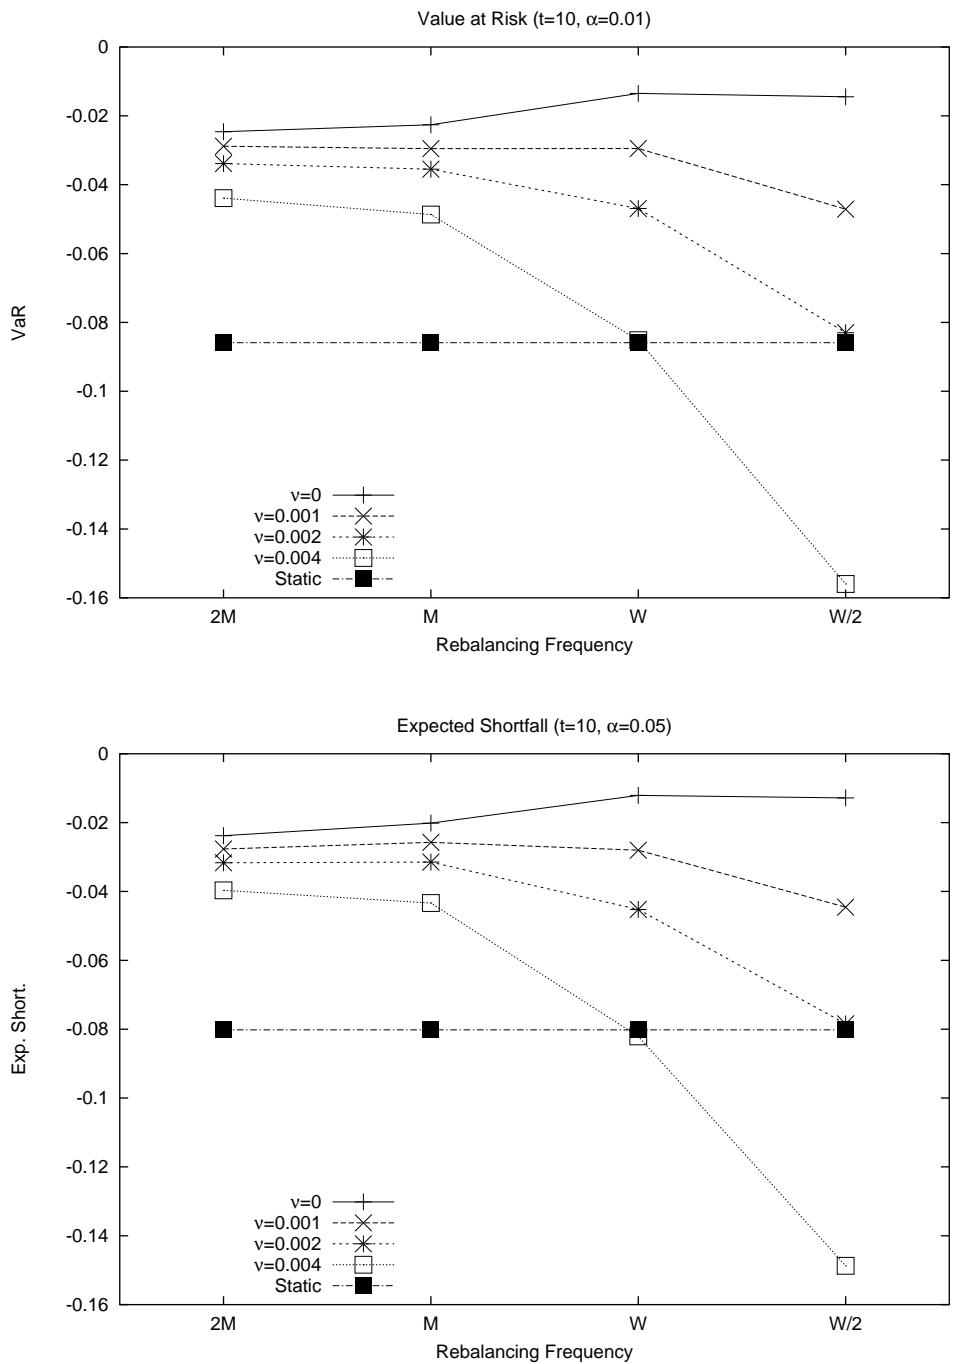 Value at Risk (t=10, α=0.01)
0
-0.02
-0.04
-0.06
-0.08
-0.1
-0.12
-0.14
-0.16
VaR
ν=0
ν=0.001
ν=0.002
ν=0.004
Static
2M M W W/2
Rebalancing Frequency
Expected Shortfall (t=10, α=0.05)
0
-0.02
-0.04
-0.06
-0.08
-0.1
-0.12
-0.14
-0.16
Exp. Short.
ν=0
ν=0.001
ν=0.002
ν=0.004
Static
2M M W W/2
Rebalancing Frequency